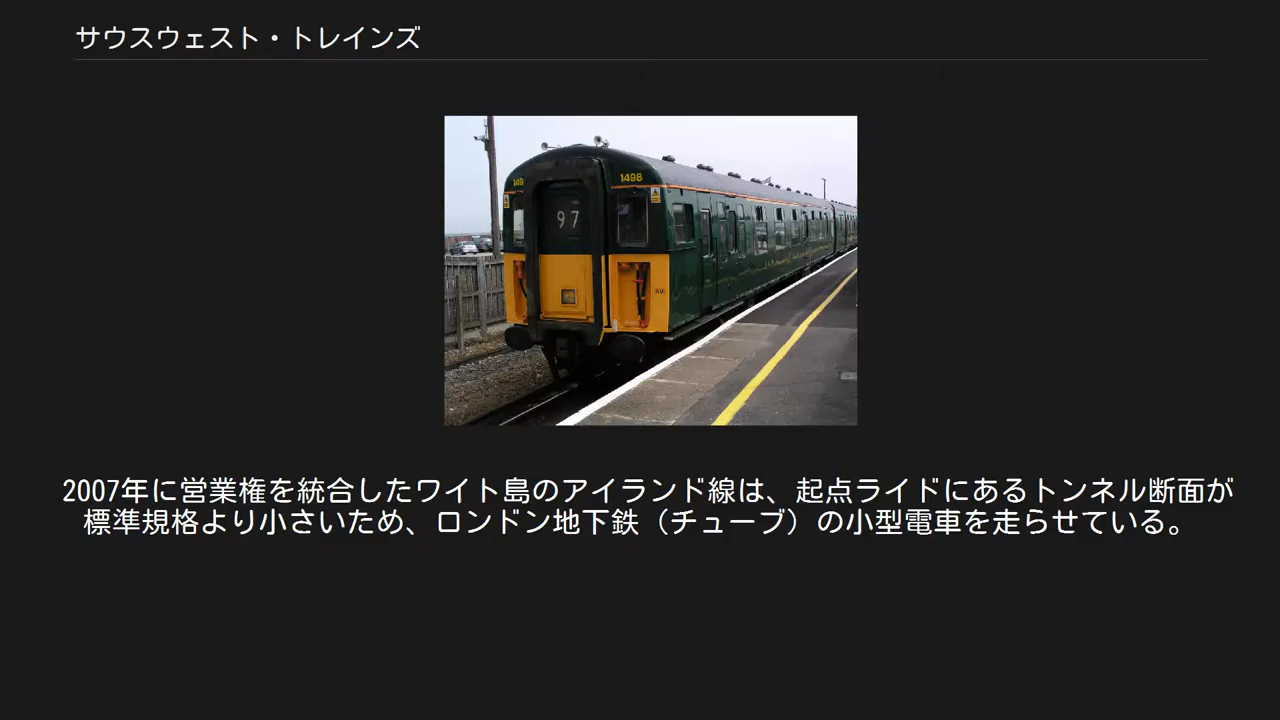 サウスウェスト・トレインズ
149
1498
97
2007年に営業権を統合したワイト島のアイランド線は、起点ライドにあるトンネル断面が
標準規格より小さいため、ロンドン地下鉄（チューブ）の小型電車を走らせている。